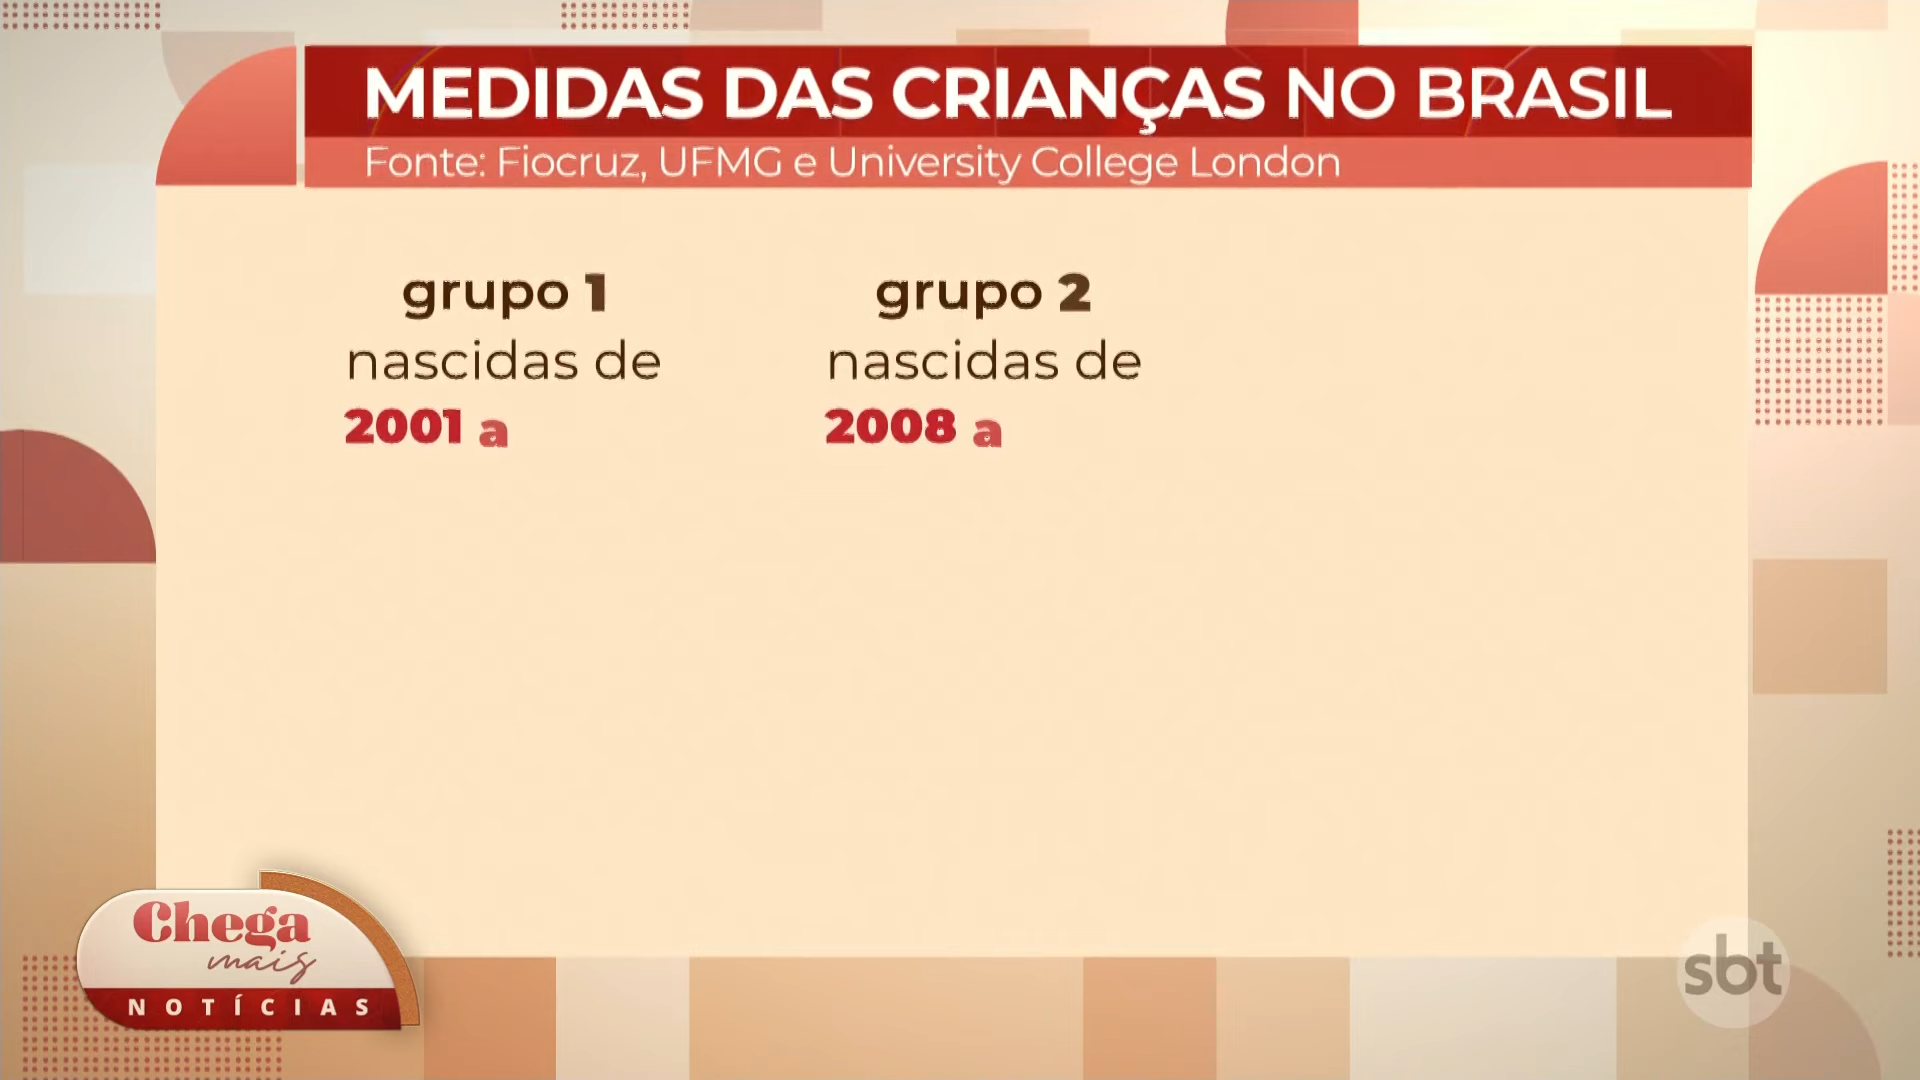 MEDIDAS DAS CRIANÇAS NO BRASIL
Fonte: Fiocruz, UFMG e University College London
grupo 1
nascidas de
2001 a
grupo 2
nascidas de
2008 a
Chega
mais
NOTÍCIAS
sbt